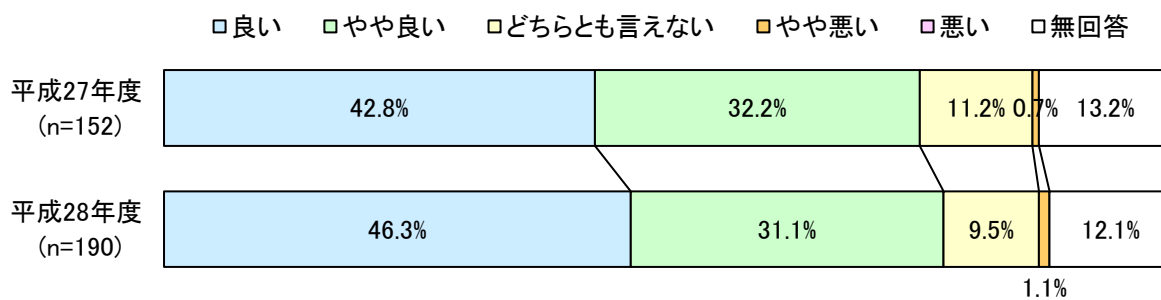 良い やや良い どちらとも言えない やや悪い 悪い 無回答
平成27年度
(n=152)
42.8% 32.2% 11.2% 0.7% 13.2%
平成28年度
(n=190)
46.3% 31.1% 9.5% 12.1%
1.1%